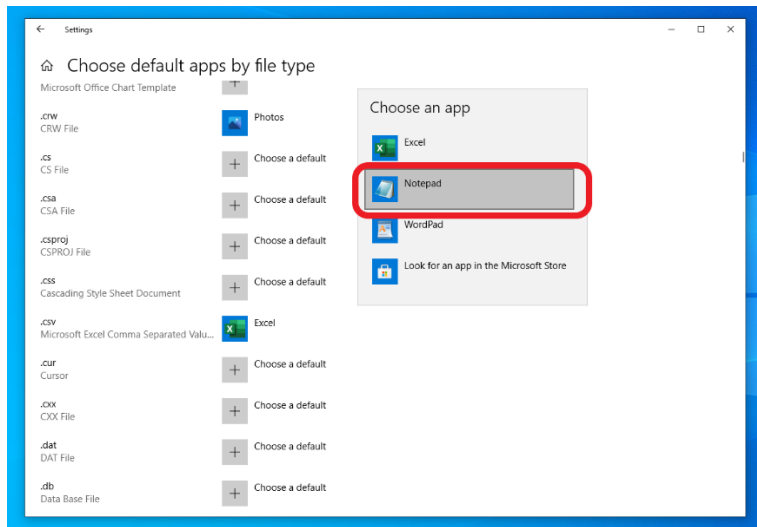 Settings
Choose default apps by file type
Microsoft Office Chart Template
.crw
CRW File
Photos
.cs
CS File
Choose a default
.csa
CSA File
Choose a default
.csproj
CSPROJ File
Choose a default
.css
Cascading Style Sheet Document
Choose a default
.csv
Microsoft Excel Comma Separated Valu...
Excel
.cur
Cursor
Choose a default
.cxx
CXX File
Choose a default
.dat
DAT File
Choose a default
.db
Data Base File
Choose a default
Choose an app
Excel
Notepad
WordPad
Look for an app in the Microsoft Store